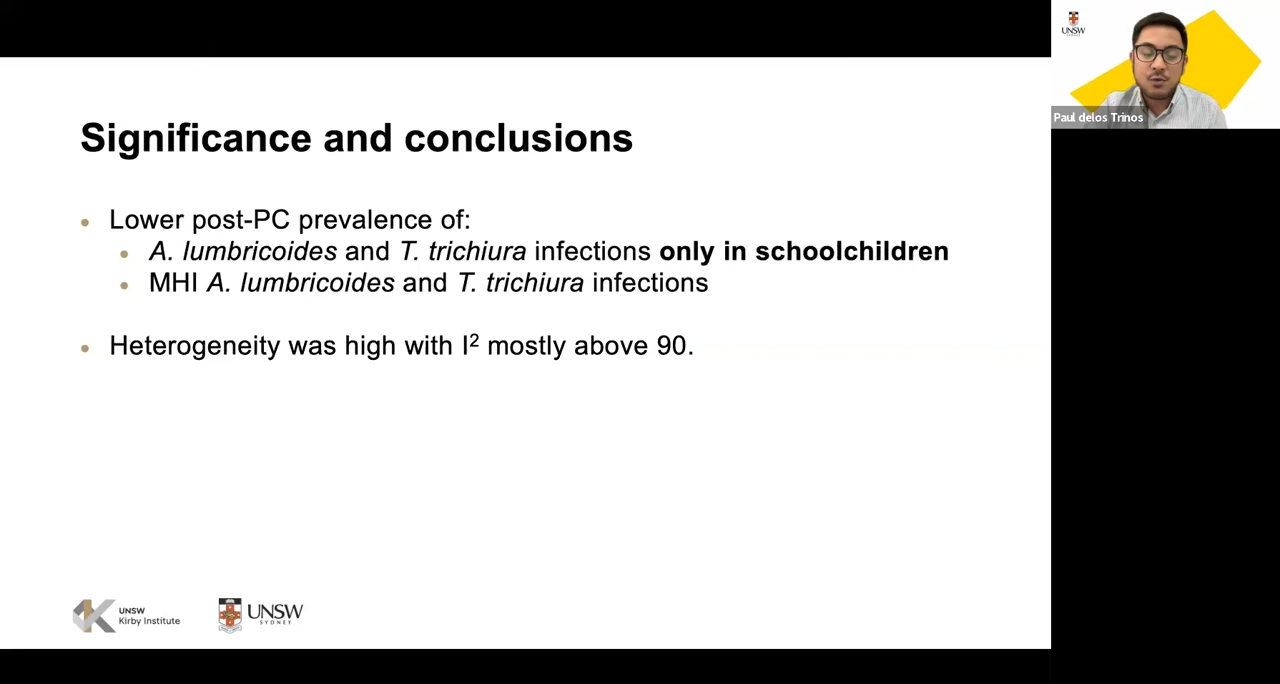 Significance and conclusions
• Lower post-PC prevalence of:
• A. lumbricoides and T. trichiura infections only in schoolchildren
• MHI A. lumbricoides and T. trichiura infections
• Heterogeneity was high with I² mostly above 90.
UNSW
Kirby Institute
UNSW
SYDNEY
UNSW
SYDNEY
Paul delos Trinos